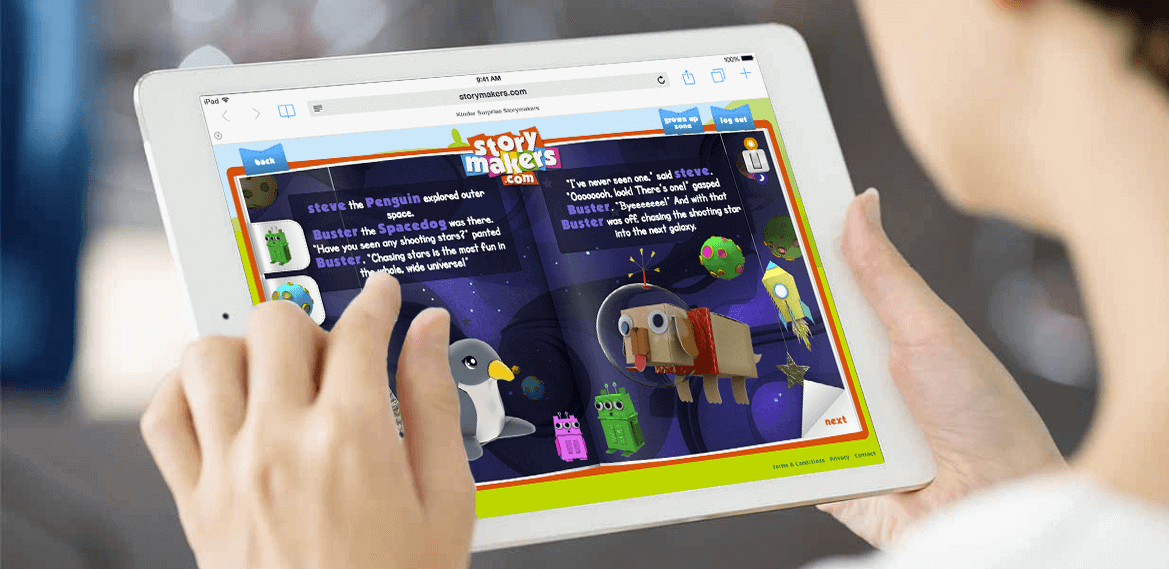 iPad
9:41 AM
100%
storymakers.com
Kinder Surprise Storymakers
back
story
makers
.com
grown up
zone
log out
steve the Penguin explored outer
space.
Buster the Spacedog was there.
"Have you seen any shooting stars?" panted
Buster. "Chasing stars is the most fun in
the whole, wide universe!"
"I've never seen one," said steve.
"Ooooooooh, look! There's one!" gasped
Buster. "Byeeeeeee!" And with that
Buster was off, chasing the shooting star
into the next galaxy.
next
Terms & Conditions Privacy Contact